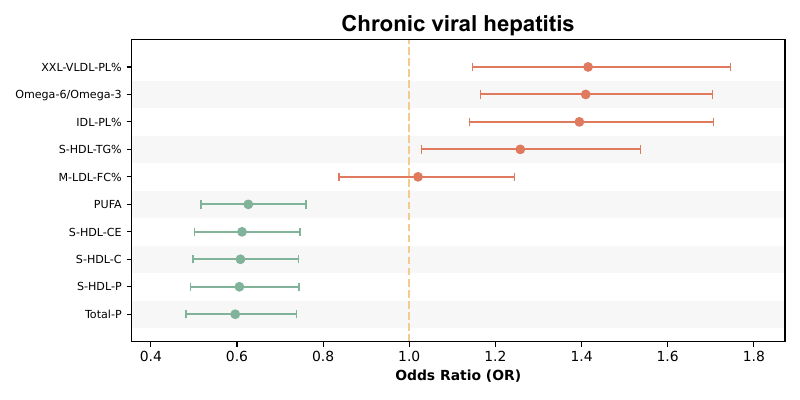 Chronic viral hepatitis
XXL-VLDL-PL%
Omega-6/Omega-3
IDL-PL%
S-HDL-TG%
M-LDL-FC%
PUFA
S-HDL-CE
S-HDL-C
S-HDL-P
Total-P
0.4 0.6 0.8 1.0 1.2 1.4 1.6 1.8
Odds Ratio (OR)